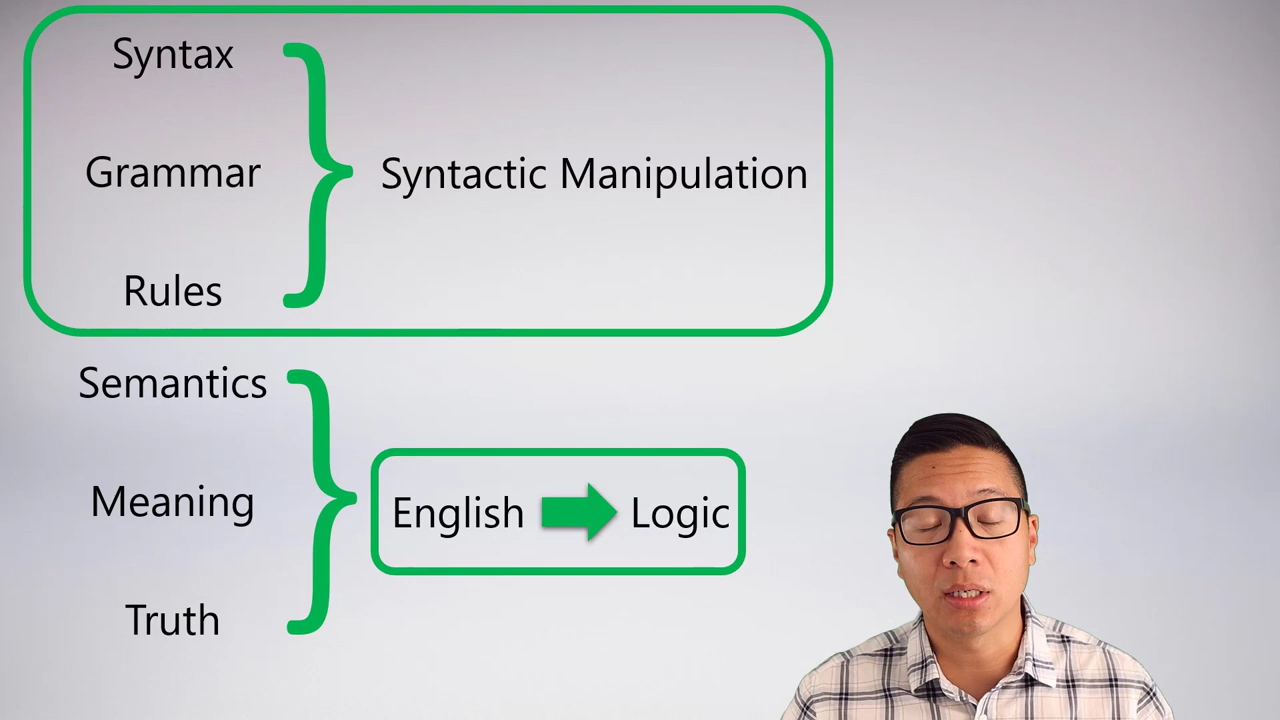 Syntax
Grammar
Syntactic Manipulation
Rules
Semantics
Meaning
English Logic
Truth